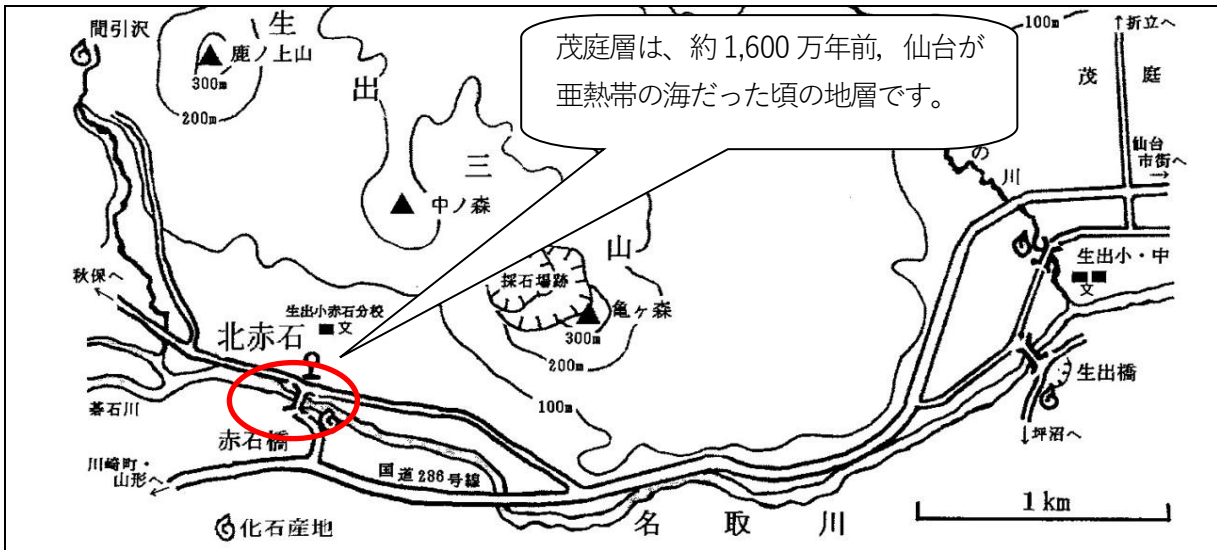 間引沢
鹿ノ上山
300m
200m
生
出
三
山
茂庭層は、約1,600万年前，仙台が
亜熱帯の海だった頃の地層です。
100m
↑折立へ
茂庭
仙台
市街へ
→
の
川
中ノ森
採石場跡
亀ヶ森
300m
200m
100m
秋保へ
←
生出小赤石分校
文
北赤石
碁石川
赤石橋
川崎町・
山形へ
←
国道286号線
生出小・中
文
生出橋
↓坪沼へ
名取川
1km
化石産地